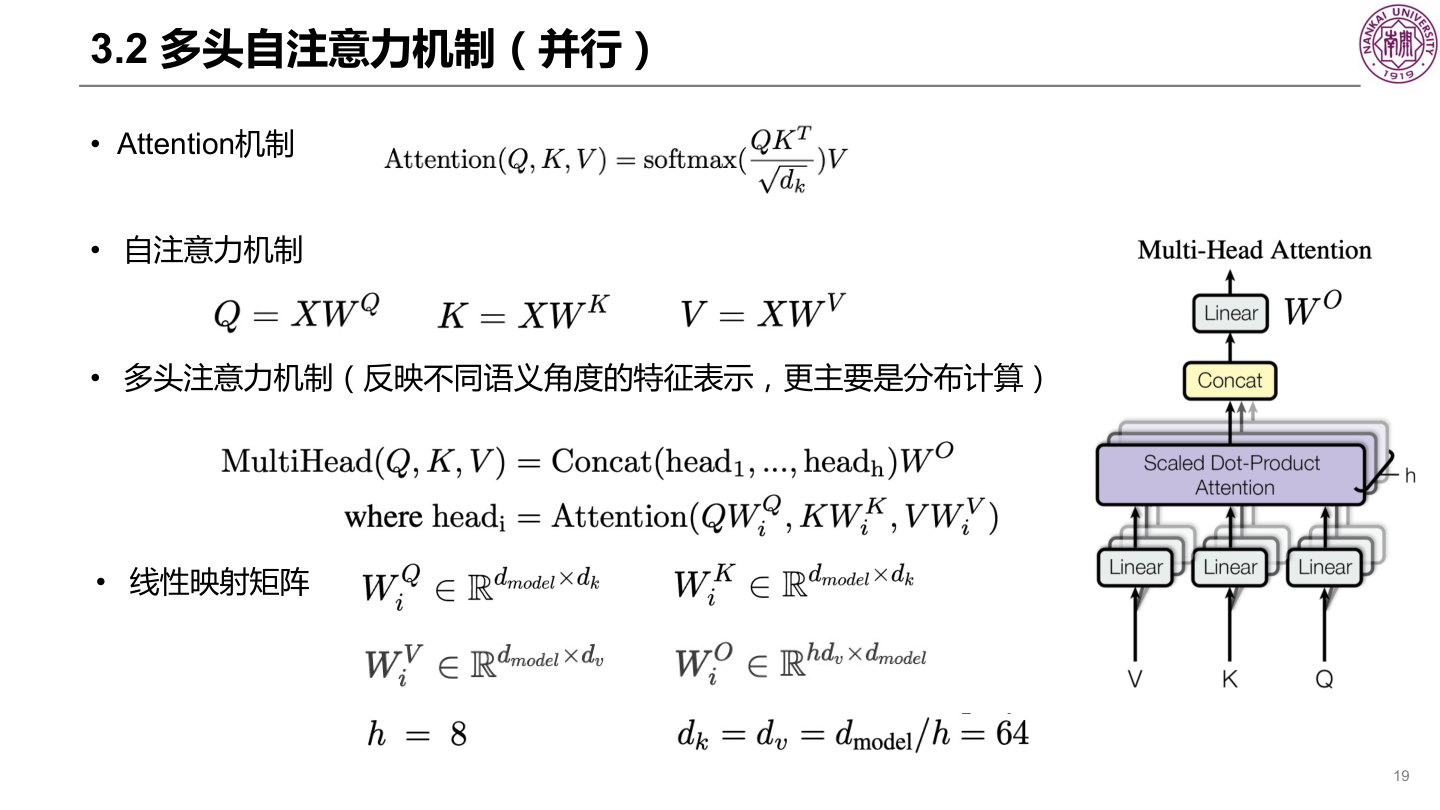 3.2 多头自注意力机制（并行）
NANKAI UNIVERSITY
南開
1919
• Attention机制
Attention(Q, K, V) = softmax(QK^T / √d_k)V
• 自注意力机制
Q = XW^Q K = XW^K V = XW^V
• 多头注意力机制（反映不同语义角度的特征表示，更主要是分布计算）
MultiHead(Q, K, V) = Concat(head_1, ..., head_h)W^O
where head_i = Attention(QW_i^Q, KW_i^K, VW_i^V)
• 线性映射矩阵
W_i^Q ∈ ℝ^{d_model×d_k} W_i^K ∈ ℝ^{d_model×d_k}
W_i^V ∈ ℝ^{d_model×d_v} W_i^O ∈ ℝ^{hd_v×d_model}
h = 8 d_k = d_v = d_model/h = 64
Multi-Head Attention
Linear W^O
Concat
Scaled Dot-Product
Attention
h
Linear Linear Linear
V K Q
19